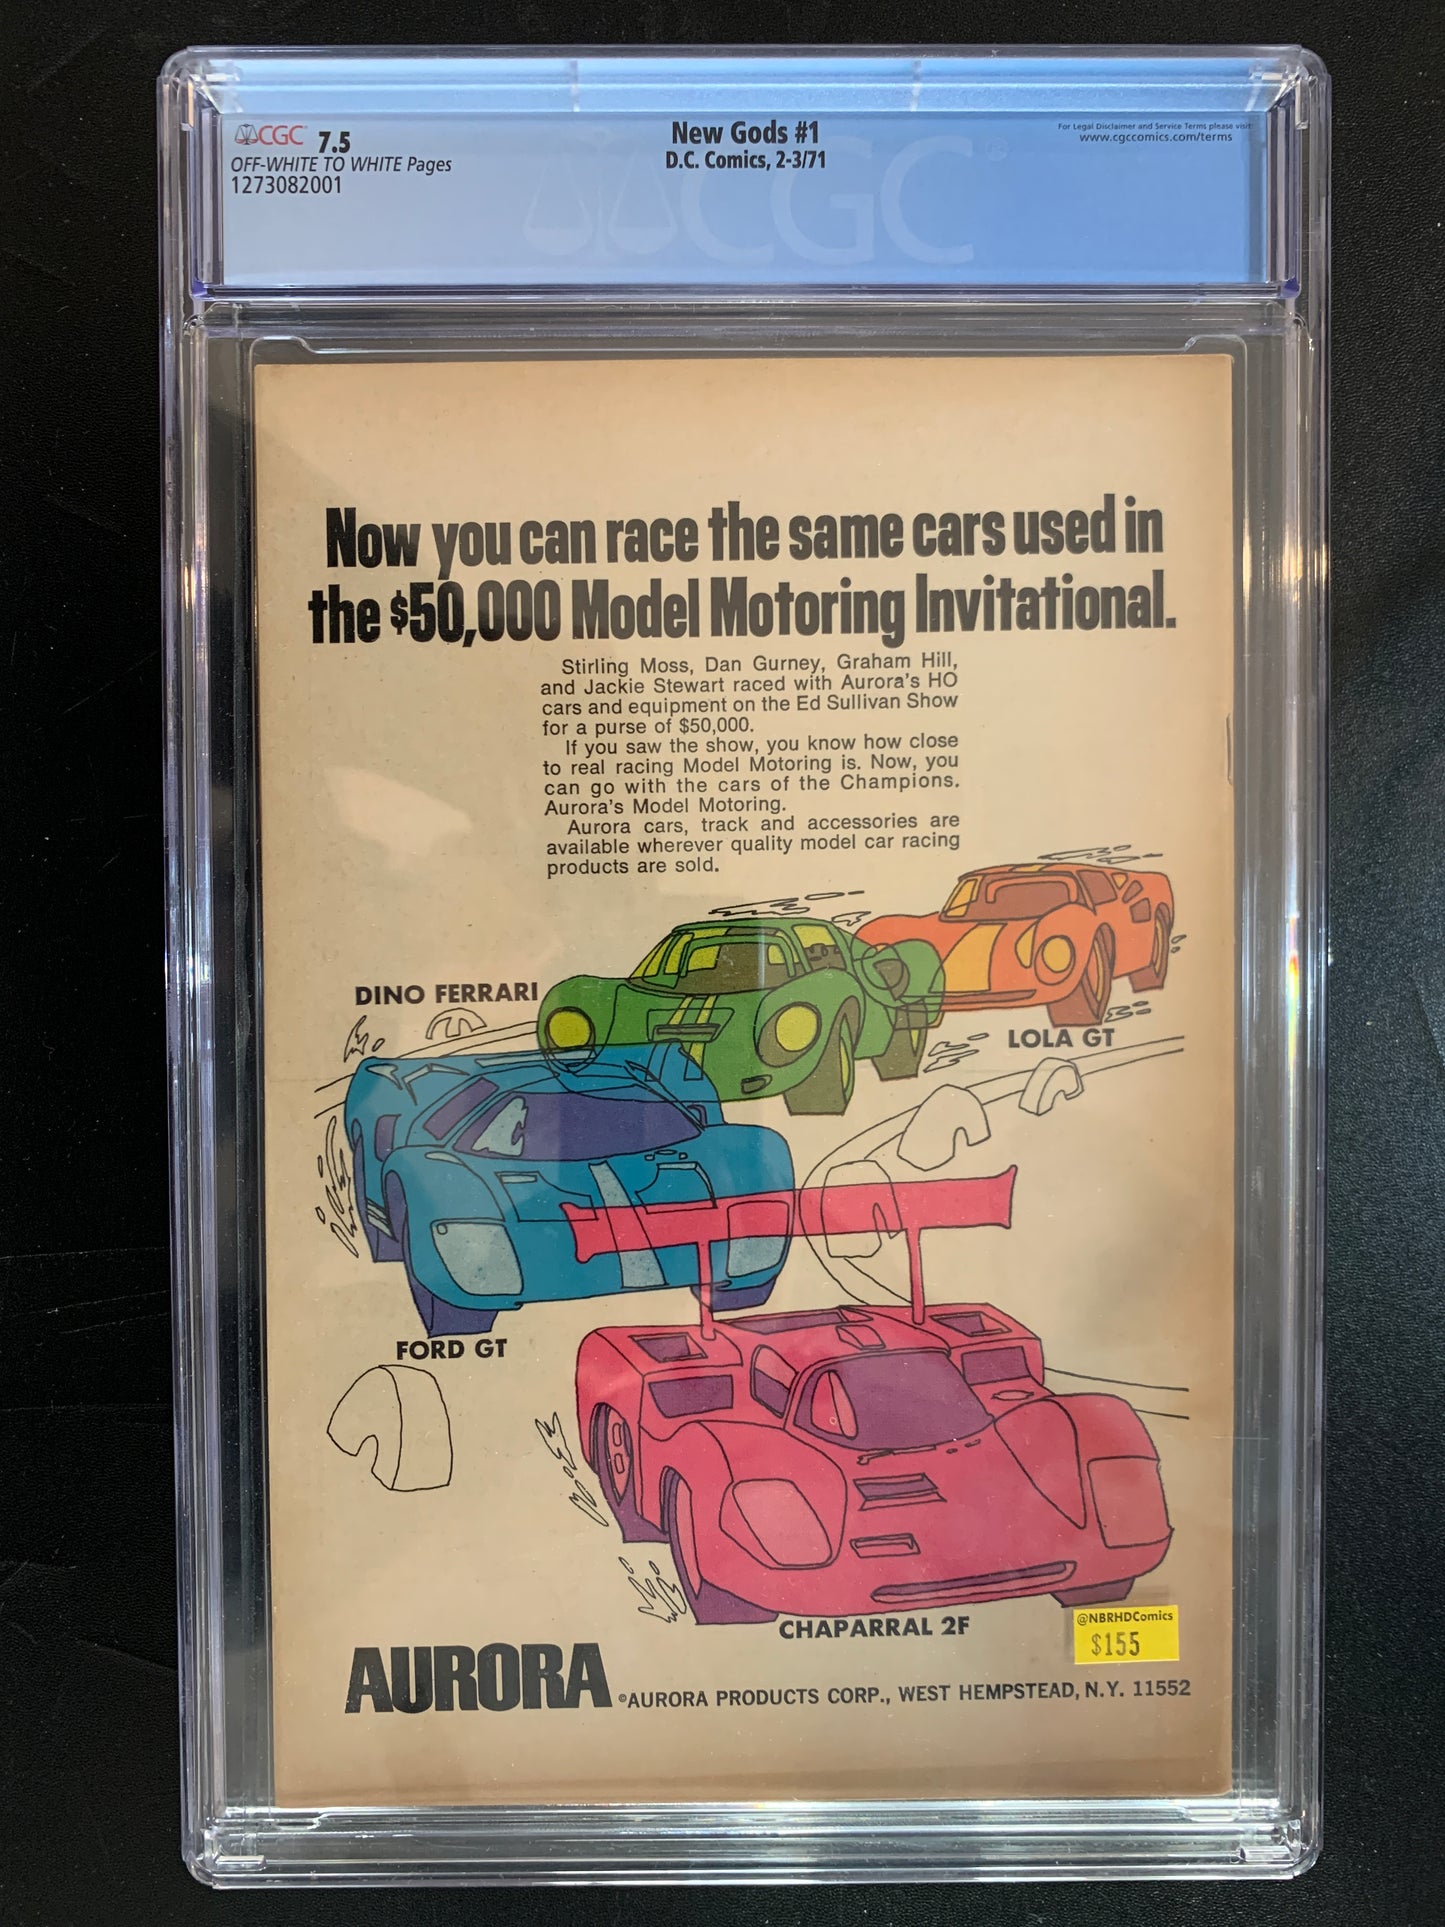 CGC 7.5
OFF-WHITE TO WHITE Pages
1273082001
New Gods #1
D.C. Comics, 2-3/71
For Legal Disclaimer and Service Terms please visit
www.cgccomics.com/terms
CGC
Now you can race the same cars used in
the $50,000 Model Motoring Invitational.
Stirling Moss, Dan Gurney, Graham Hill,
and Jackie Stewart raced with Aurora's HO
cars and equipment on the Ed Sullivan Show
for a purse of $50,000.
If you saw the show, you know how close
to real racing Model Motoring is. Now, you
can go with the cars of the Champions.
Aurora's Model Motoring.
Aurora cars, track and accessories are
available wherever quality model car racing
products are sold.
DINO FERRARI
LOLA GT
FORD GT
CHAPARRAL 2F
@NBRHDComics
$155
AURORA
©AURORA PRODUCTS CORP., WEST HEMPSTEAD, N.Y. 11552